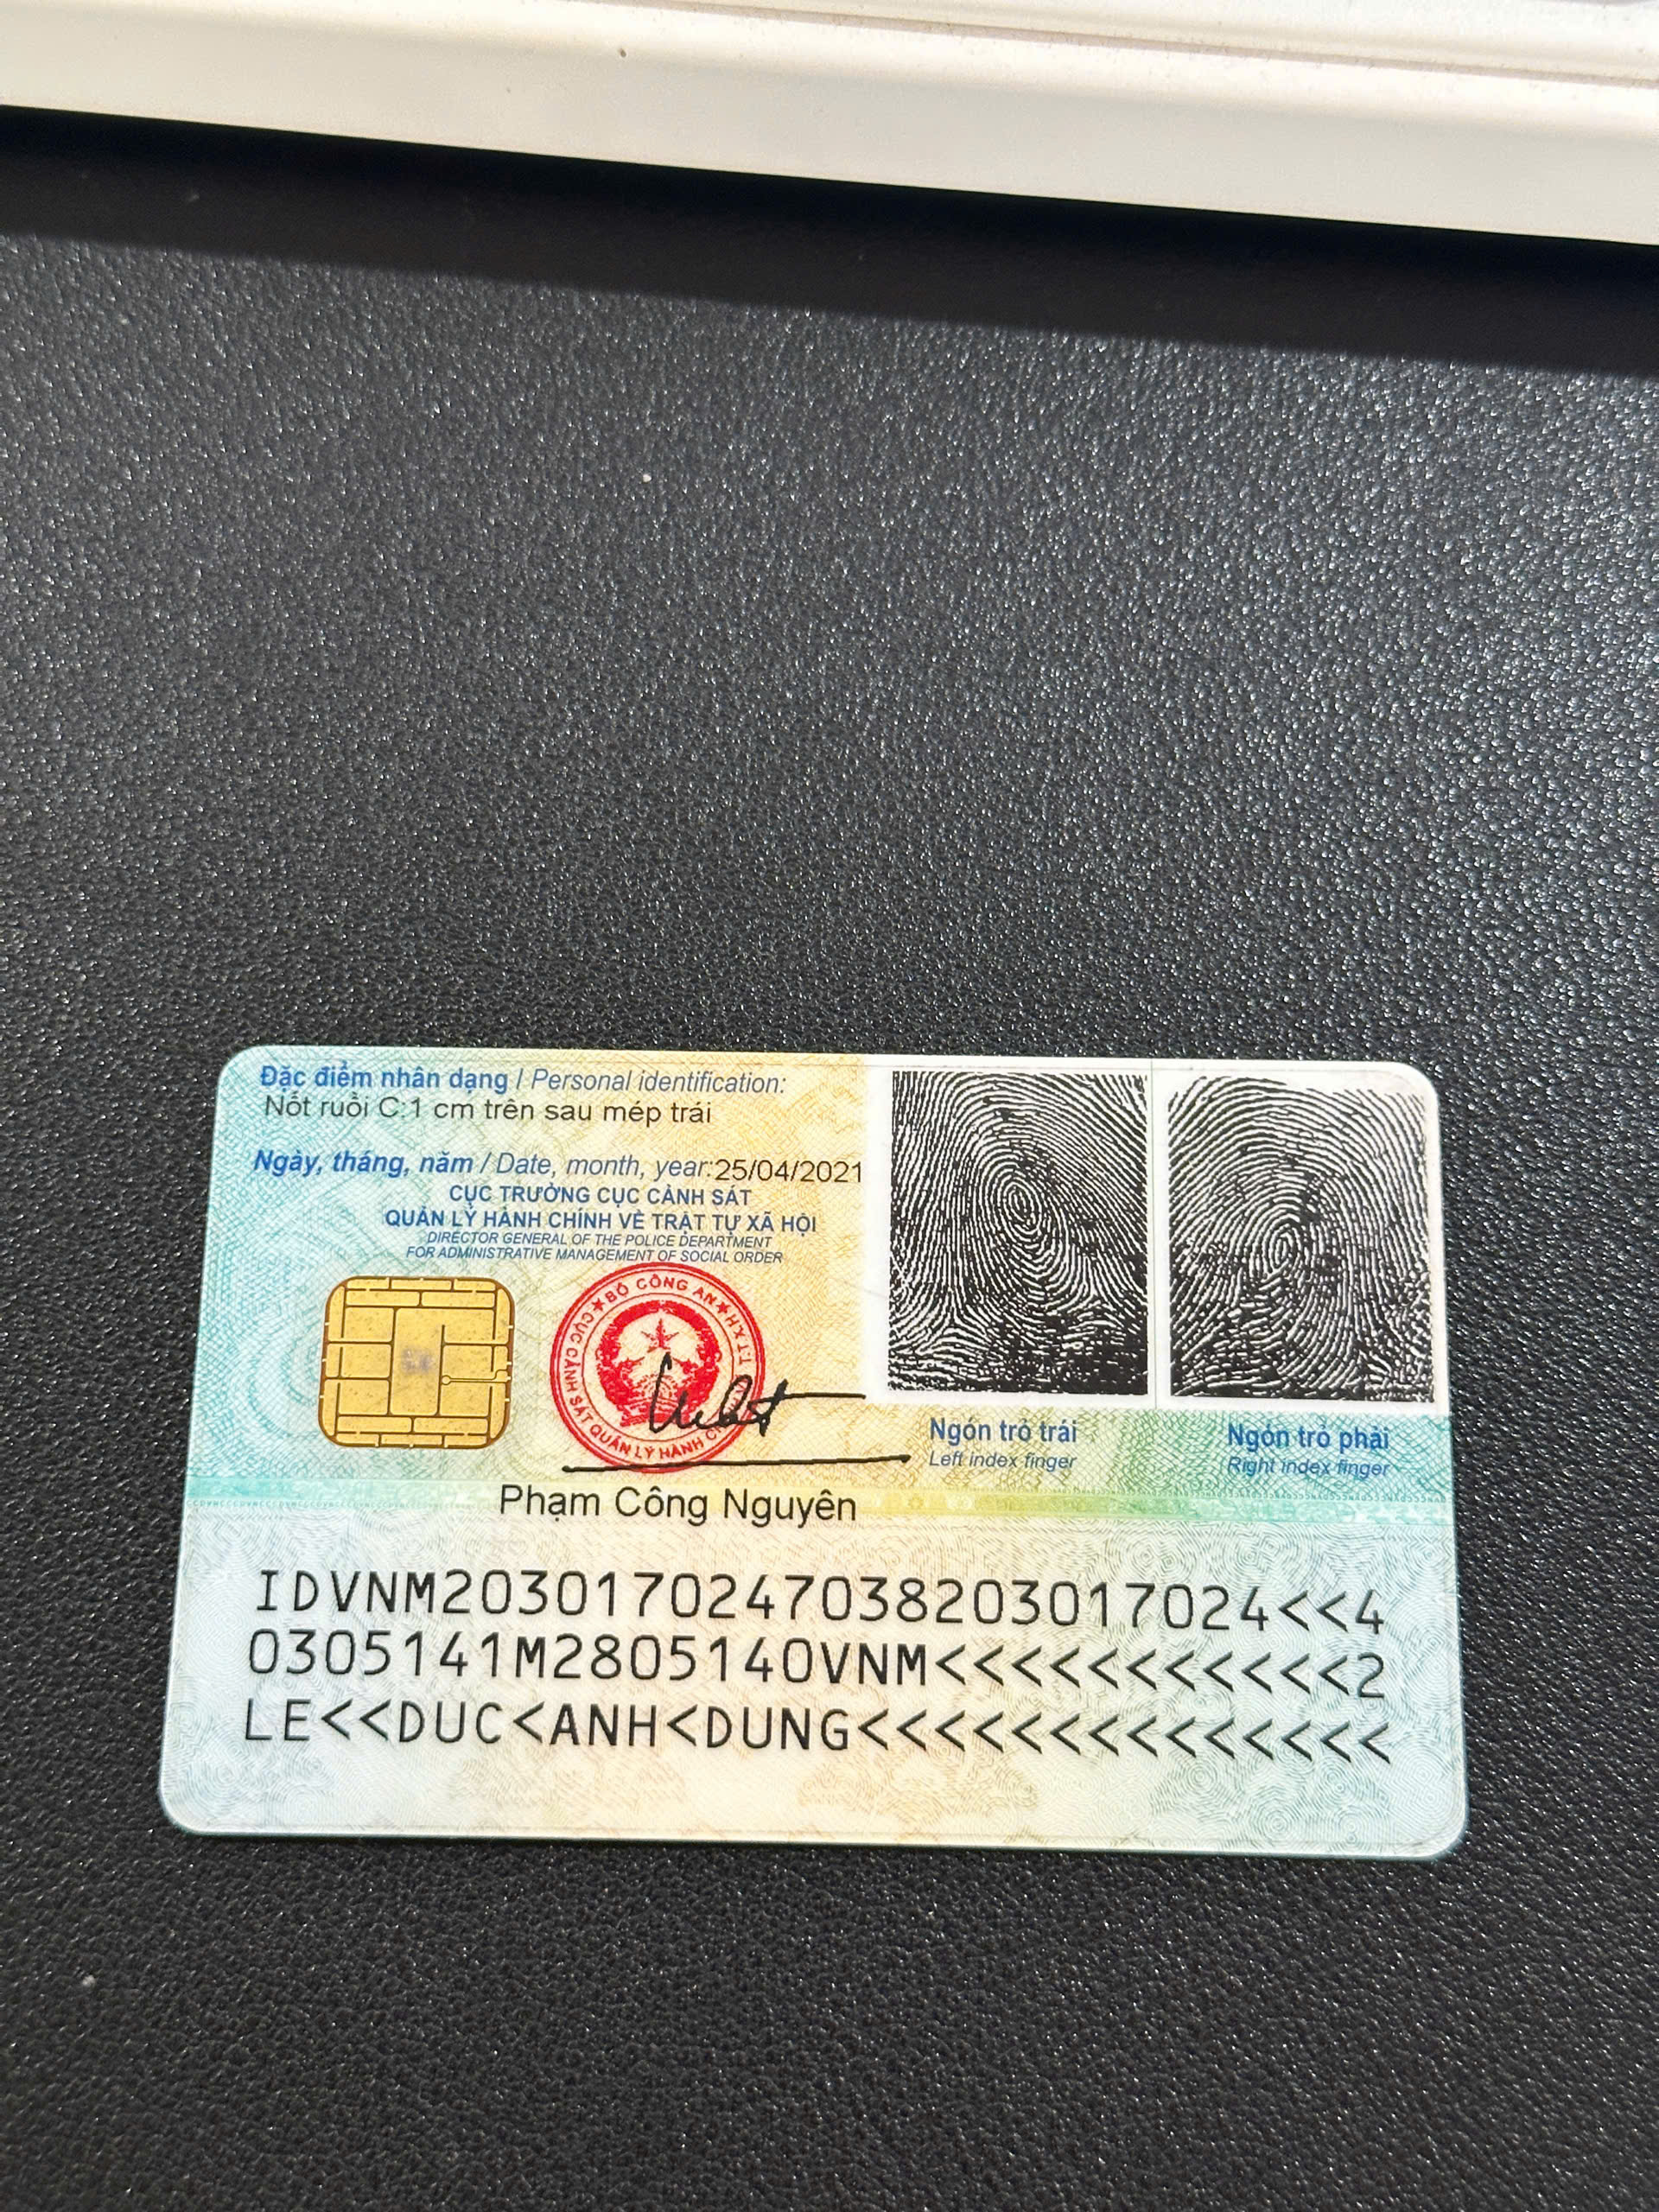 Đặc điểm nhân dạng / Personal identification:
Nốt ruồi C:1 cm trên sau mép trái
Ngày, tháng, năm / Date, month, year:25/04/2021
CỤC TRƯỞNG CỤC CẢNH SÁT
QUẢN LÝ HÀNH CHÍNH VỀ TRẬT TỰ XÃ HỘI
DIRECTOR GENERAL OF THE POLICE DEPARTMENT
FOR ADMINISTRATIVE MANAGEMENT OF SOCIAL ORDER
BỘ CÔNG AN
CỤC CẢNH SÁT QUẢN LÝ HÀNH
Phạm Công Nguyên
Ngón trỏ trái
Left index finger
Ngón trỏ phải
Right index finger
IDVNM2030170247038203017024<<4
0305141M2805140VNM<<<<<<<<<<<2
LE<<DUC<ANH<DUNG<<<<<<<<<<<<<<